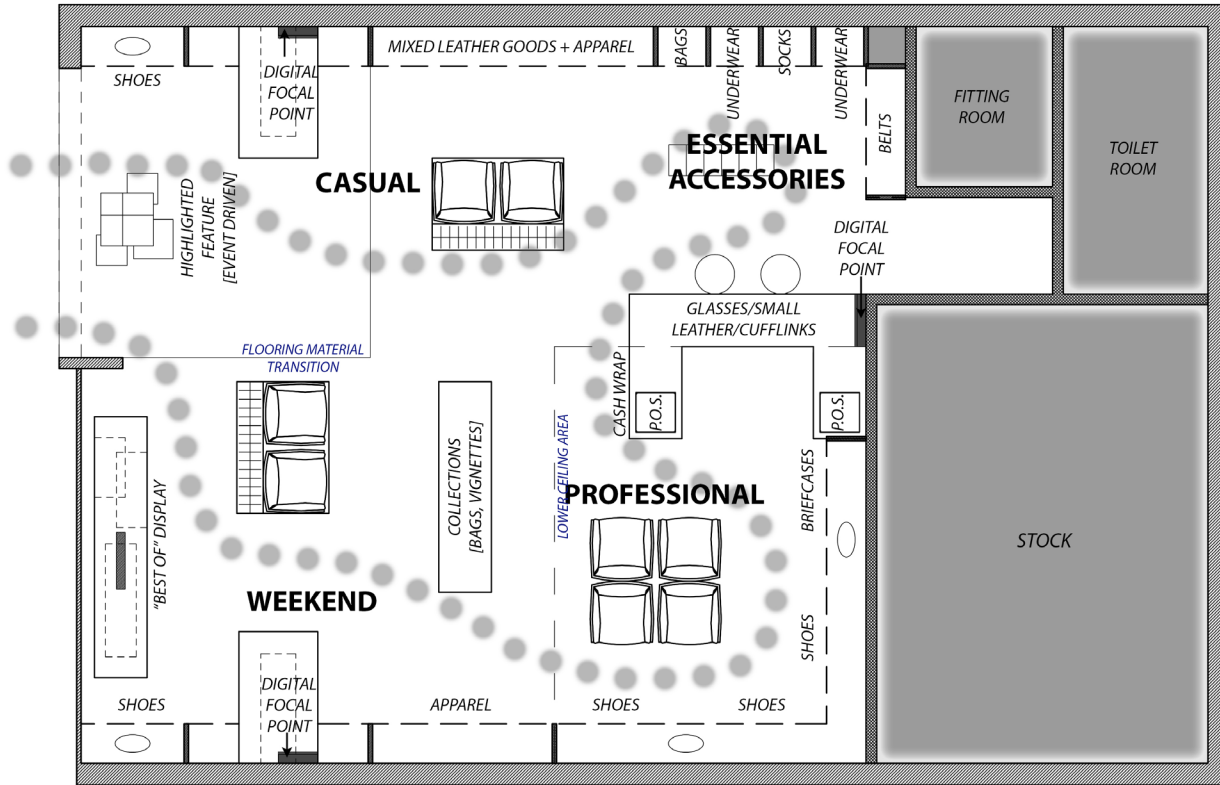 MIXED LEATHER GOODS + APPAREL
BAGS
UNDERWEAR
SOCKS
UNDERWEAR
SHOES
DIGITAL
FOCAL
POINT
BELTS
FITTING
ROOM
TOILET
ROOM
CASUAL
ESSENTIAL
ACCESSORIES
HIGHLIGHTED
FEATURE
[EVENT DRIVEN]
DIGITAL
FOCAL
POINT
GLASSES/SMALL
LEATHER/CUFFLINKS
FLOORING MATERIAL
TRANSITION
CASH WRAP
P.O.S.
P.O.S.
LOWER CEILING AREA
COLLECTIONS
[BAGS, VIGNETTES]
PROFESSIONAL
BRIEFCASES
"BEST OF" DISPLAY
STOCK
WEEKEND
SHOES
SHOES
DIGITAL
FOCAL
POINT
APPAREL
SHOES
SHOES